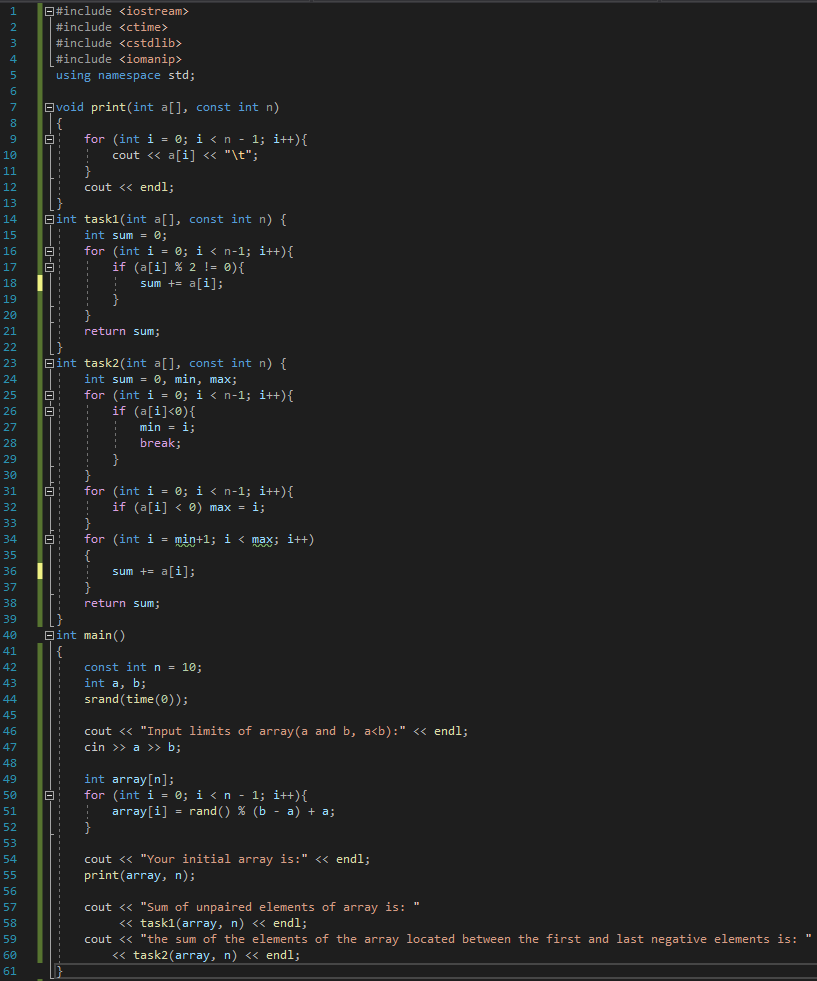 1 #include <iostream>
2 #include <ctime>
3 #include <cstdlib>
4 #include <iomanip>
5 using namespace std;
6
7 void print(int a[], const int n)
8 {
9     for (int i = 0; i < n - 1; i++){
10         cout << a[i] << "\t";
11     }
12     cout << endl;
13 }
14 int task1(int a[], const int n) {
15     int sum = 0;
16     for (int i = 0; i < n-1; i++){
17         if (a[i] % 2 != 0){
18             sum += a[i];
19         }
20     }
21     return sum;
22 }
23 int task2(int a[], const int n) {
24     int sum = 0, min, max;
25     for (int i = 0; i < n-1; i++){
26         if (a[i]<0){
27             min = i;
28             break;
29         }
30     }
31     for (int i = 0; i < n-1; i++){
32         if (a[i] < 0) max = i;
33     }
34     for (int i = min+1; i < max; i++)
35     {
36         sum += a[i];
37     }
38     return sum;
39 }
40 int main()
41 {
42     const int n = 10;
43     int a, b;
44     srand(time(0));
45
46     cout << "Input limits of array(a and b, a<b):" << endl;
47     cin >> a >> b;
48
49     int array[n];
50     for (int i = 0; i < n - 1; i++){
51         array[i] = rand() % (b - a) + a;
52     }
53
54     cout << "Your initial array is:" << endl;
55     print(array, n);
56
57     cout << "Sum of unpaired elements of array is: "
58          << task1(array, n) << endl;
59     cout << "the sum of the elements of the array located between the first and last negative elements is: "
60         << task2(array, n) << endl;
61 }